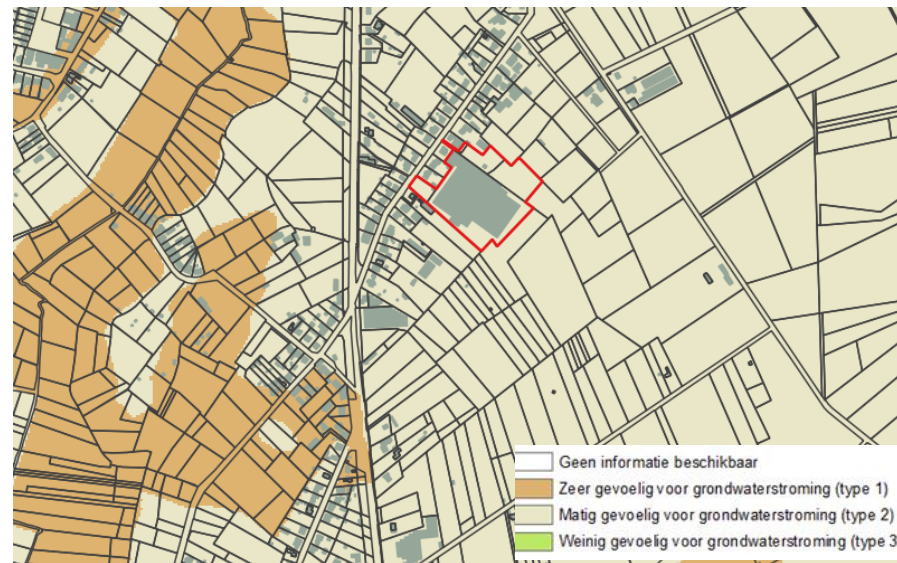 Geen informatie beschikbaar
Zeer gevoelig voor grondwaterstroming (type 1)
Matig gevoelig voor grondwaterstroming (type 2)
Weinig gevoelig voor grondwaterstroming (type 3